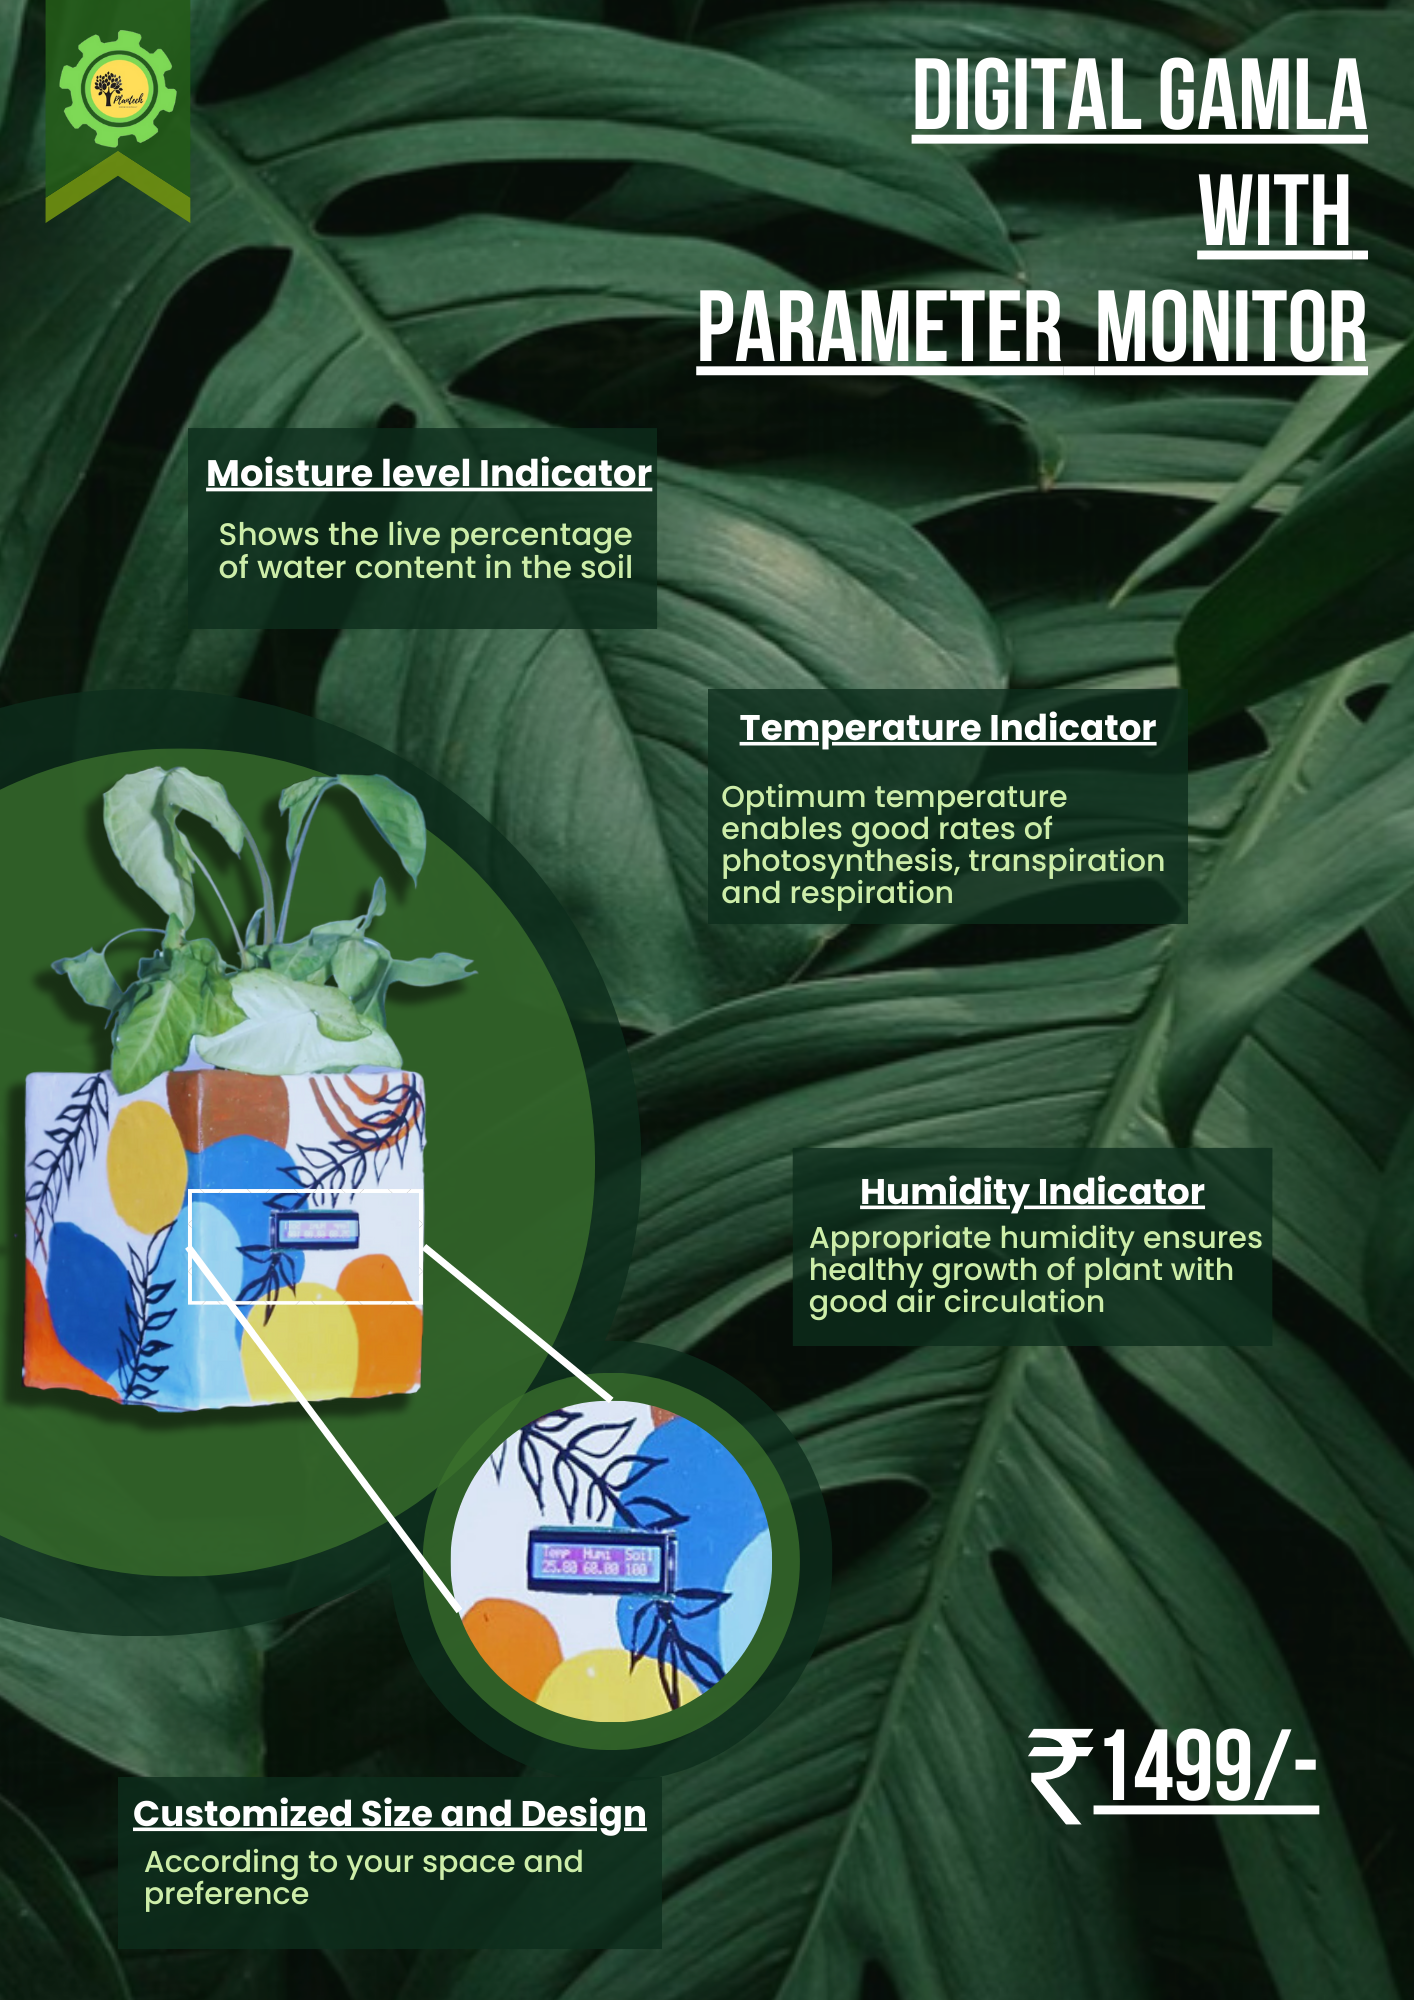 Plantech
DIGITAL GAMLA
WITH
PARAMETER MONITOR
Moisture level Indicator
Shows the live percentage
of water content in the soil
Temperature Indicator
Optimum temperature
enables good rates of
photosynthesis, transpiration
and respiration
Humidity Indicator
Appropriate humidity ensures
healthy growth of plant with
good air circulation
Temp Humi Soil
25.00 60.00 100
₹1499/-
Customized Size and Design
According to your space and
preference